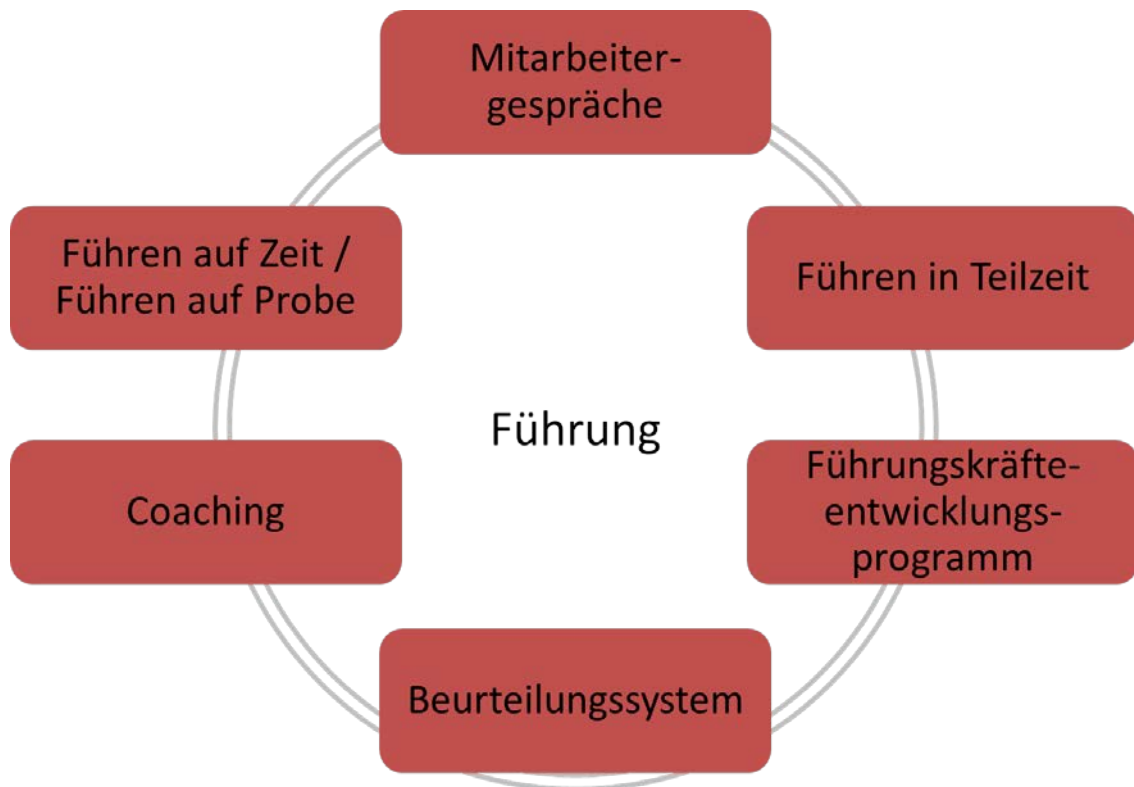 Mitarbeiter-
gespräche
Führen auf Zeit /
Führen auf Probe
Führen in Teilzeit
Führung
Coaching
Führungskräfte-
entwicklungs-
programm
Beurteilungssystem